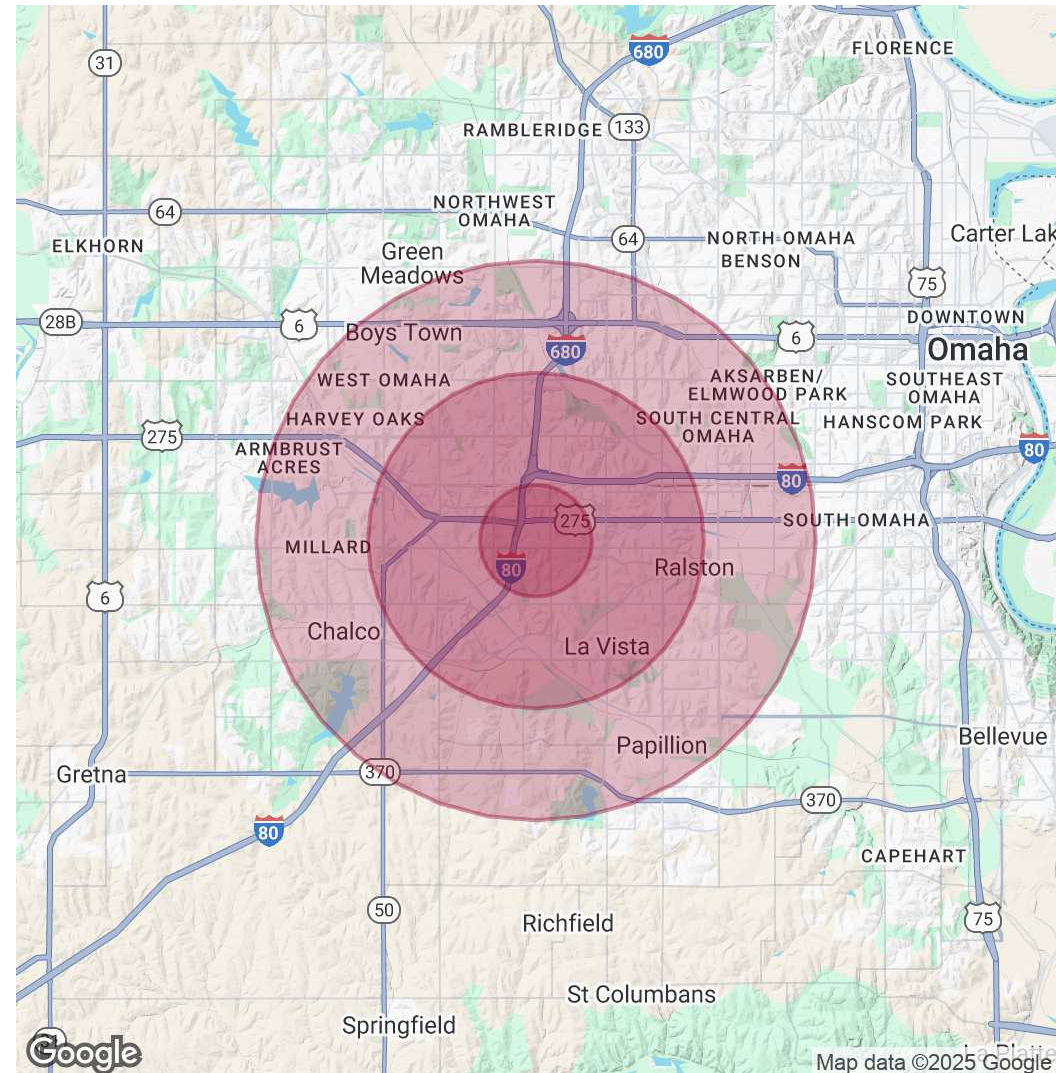 680
FLORENCE
31
RAMBLERIDGE
133
NORTHWEST
OMAHA
64
64
NORTH OMAHA
BENSON
Carter Lak
ELKHORN
Green
Meadows
75
28B
6
Boys Town
6
DOWNTOWN
680
Omaha
WEST OMAHA
AKSARBEN/
ELMWOOD PARK
SOUTHEAST
OMAHA
HARVEY OAKS
SOUTH CENTRAL
OMAHA
HANSCOM PARK
275
ARMBRUST
ACRES
80
80
275
SOUTH OMAHA
MILLARD
80
Ralston
6
Chalco
La Vista
Papillion
Bellevue
Gretna
370
370
80
CAPEHART
50
Richfield
75
St Columbans
Springfield
Google
La Platte
Map data ©2025 Google